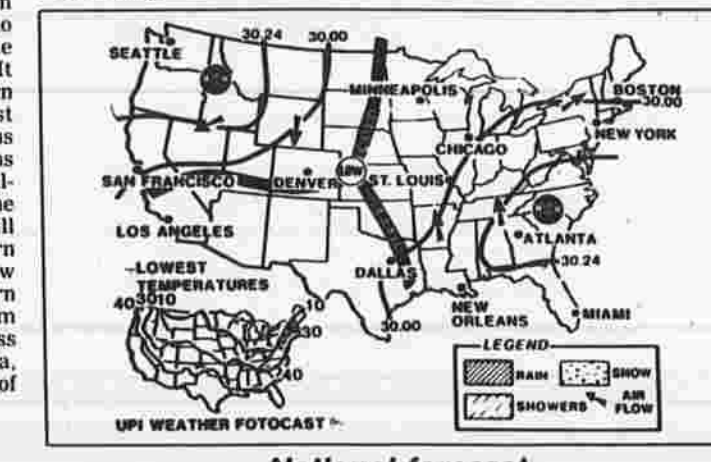 SEATTLE
30.24
30.00
MINNEAPOLIS
BOSTON
30.00
NEW YORK
CHICAGO
SAN FRANCISCO
DENVER
LOW
ST. LOUIS
LOS ANGELES
ATLANTA
30.24
DALLAS
LOWEST
TEMPERATURES
40 30 10
10
30
40
30.00
NEW
ORLEANS
MIAMI
LEGEND
RAIN
SNOW
SHOWERS
AIR
FLOW
UPI WEATHER FOTOCAST